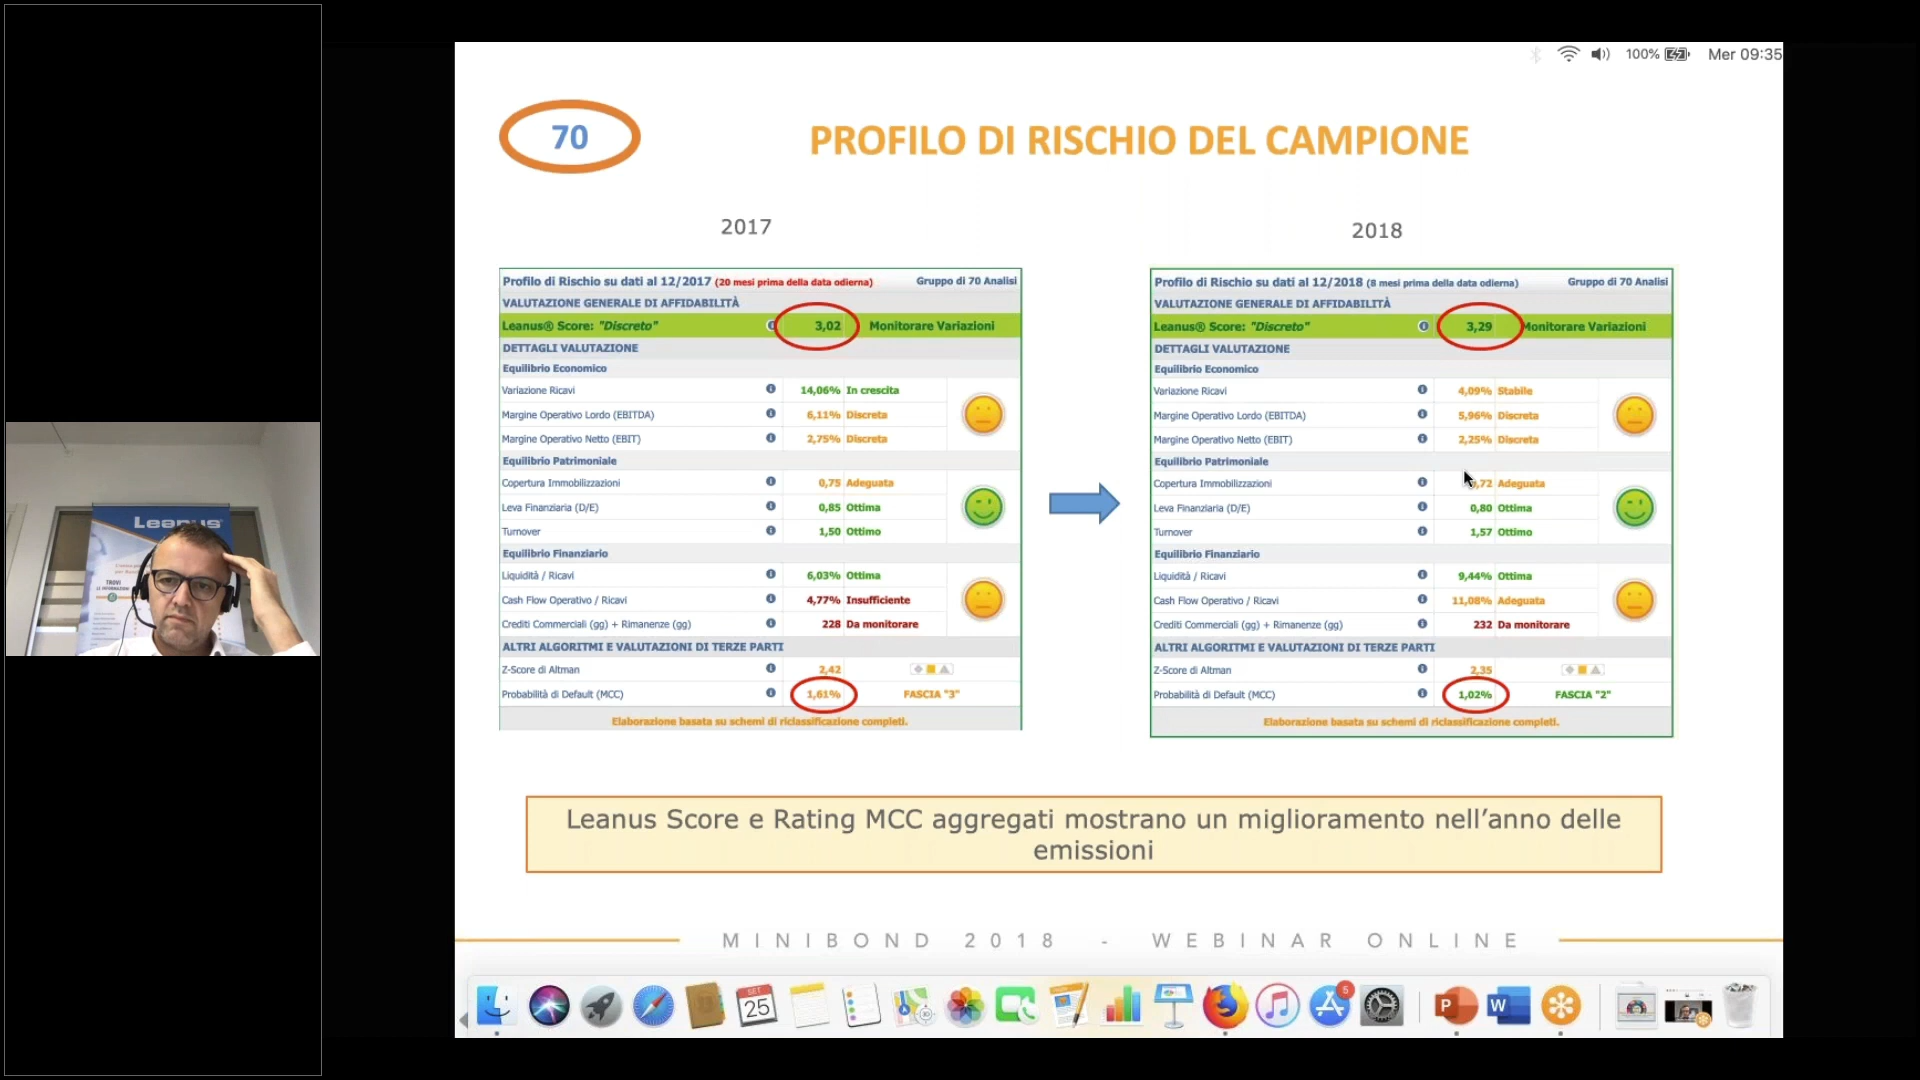 100% Mer 09:35
70
PROFILO DI RISCHIO DEL CAMPIONE
2017
Profilo di Rischio su dati al 12/2017 (20 mesi prima della data odierna) Gruppo di 70 Analisi
VALUTAZIONE GENERALE DI AFFIDABILITÀ
Leanus® Score: "Discreto" 3,02 Monitorare Variazioni
DETTAGLI VALUTAZIONE
Equilibrio Economico
Variazione Ricavi 14,06% In crescita
Margine Operativo Lordo (EBITDA) 6,11% Discreta
Margine Operativo Netto (EBIT) 2,75% Discreta
Equilibrio Patrimoniale
Copertura Immobilizzazioni 0,75 Adeguata
Leva Finanziaria (D/E) 0,85 Ottima
Turnover 1,50 Ottimo
Equilibrio Finanziario
Liquidità / Ricavi 6,03% Ottima
Cash Flow Operativo / Ricavi 4,77% Insufficiente
Crediti Commerciali (gg) + Rimanenze (gg) 228 Da monitorare
ALTRI ALGORITMI E VALUTAZIONI DI TERZE PARTI
Z-Score di Altman 2,42
Probabilità di Default (MCC) 1,61% FASCIA "3"
Elaborazione basata su schemi di riclassificazione completi.
2018
Profilo di Rischio su dati al 12/2018 (8 mesi prima della data odierna) Gruppo di 70 Analisi
VALUTAZIONE GENERALE DI AFFIDABILITÀ
Leanus® Score: "Discreto" 3,29 Monitorare Variazioni
DETTAGLI VALUTAZIONE
Equilibrio Economico
Variazione Ricavi 4,09% Stabile
Margine Operativo Lordo (EBITDA) 5,96% Discreta
Margine Operativo Netto (EBIT) 2,25% Discreta
Equilibrio Patrimoniale
Copertura Immobilizzazioni ,72 Adeguata
Leva Finanziaria (D/E) 0,80 Ottima
Turnover 1,57 Ottimo
Equilibrio Finanziario
Liquidità / Ricavi 9,44% Ottima
Cash Flow Operativo / Ricavi 11,08% Adeguata
Crediti Commerciali (gg) + Rimanenze (gg) 232 Da monitorare
ALTRI ALGORITMI E VALUTAZIONI DI TERZE PARTI
Z-Score di Altman 2,35
Probabilità di Default (MCC) 1,02% FASCIA "2"
Elaborazione basata su schemi di riclassificazione completi.
Leanus Score e Rating MCC aggregati mostrano un miglioramento nell’anno delle
emissioni
MINIBOND 2018 - WEBINAR ONLINE
SET
25
5
P
W
Leanus
TROVI